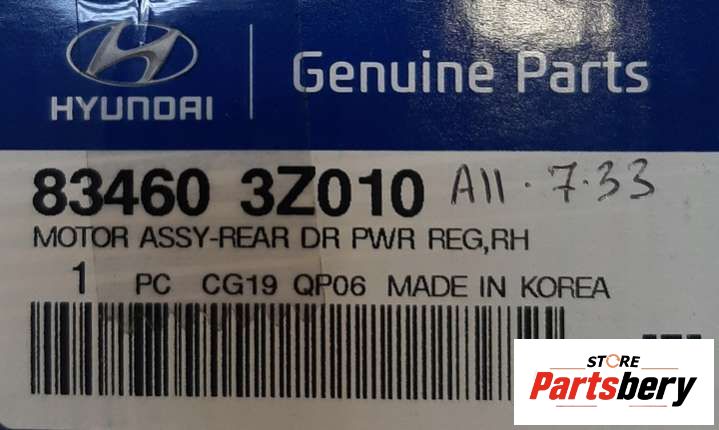 HYUNDAI
Genuine Parts
83460 3Z010 A11.7.33
MOTOR ASSY-REAR DR PWR REG,RH
1 PC CG19 QP06 MADE IN KOREA
STORE
Partsbery